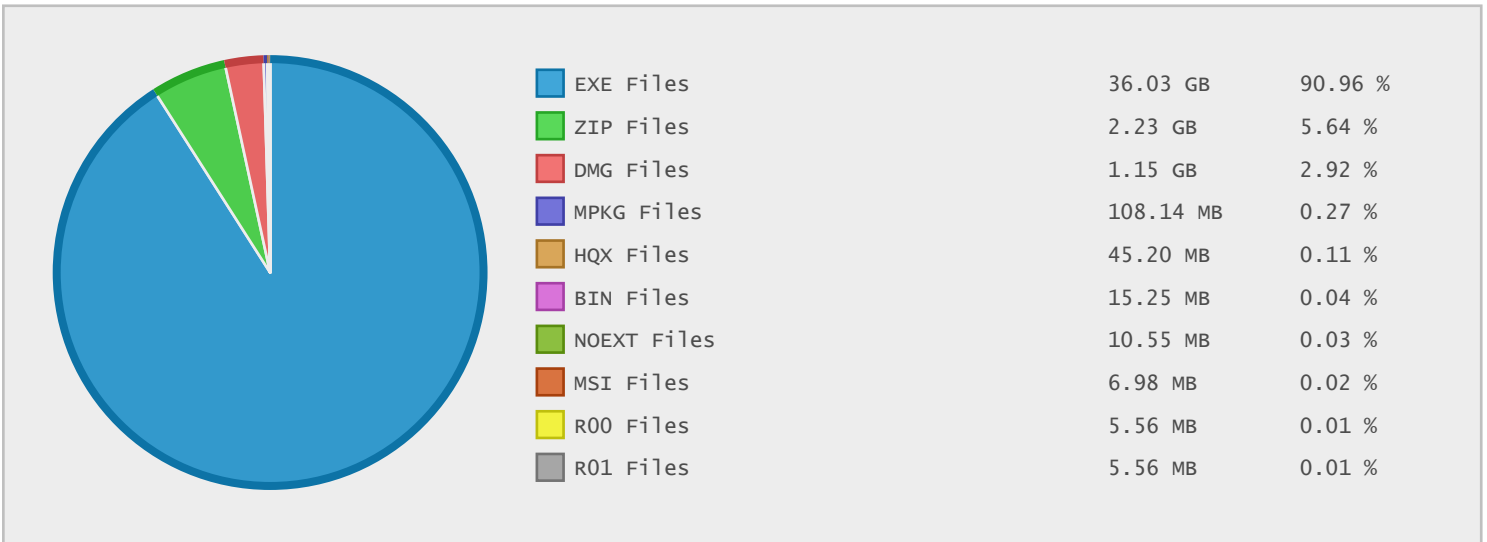 EXE Files 36.03 GB 90.96 %
ZIP Files 2.23 GB 5.64 %
DMG Files 1.15 GB 2.92 %
MPKG Files 108.14 MB 0.27 %
HQX Files 45.20 MB 0.11 %
BIN Files 15.25 MB 0.04 %
NOEXT Files 10.55 MB 0.03 %
MSI Files 6.98 MB 0.02 %
R00 Files 5.56 MB 0.01 %
R01 Files 5.56 MB 0.01 %